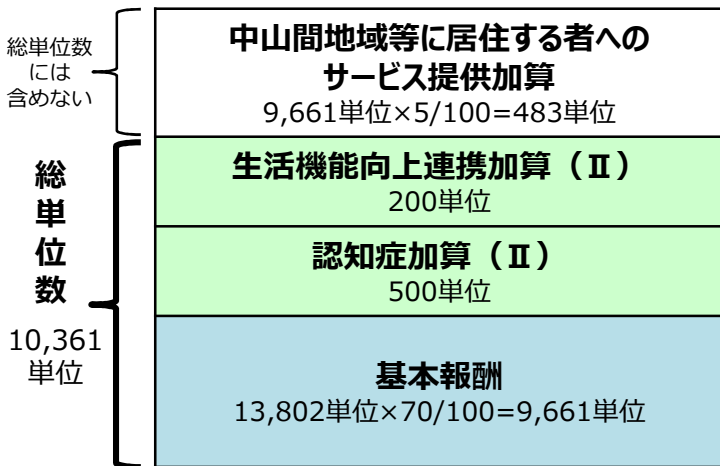 総単位数
には
含めない
中山間地域等に居住する者への
サービス提供加算
9,661単位×5/100=483単位
総
単
位
数
10,361
単位
生活機能向上連携加算（Ⅱ）
200単位
認知症加算（Ⅱ）
500単位
基本報酬
13,802単位×70/100=9,661単位